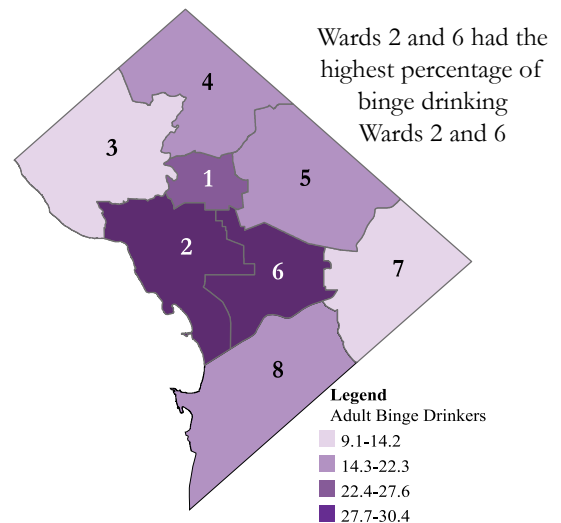 Wards 2 and 6 had the
highest percentage of
binge drinking
Wards 2 and 6
4
3
1
5
2
6
7
8
Legend
Adult Binge Drinkers
9.1-14.2
14.3-22.3
22.4-27.6
27.7-30.4